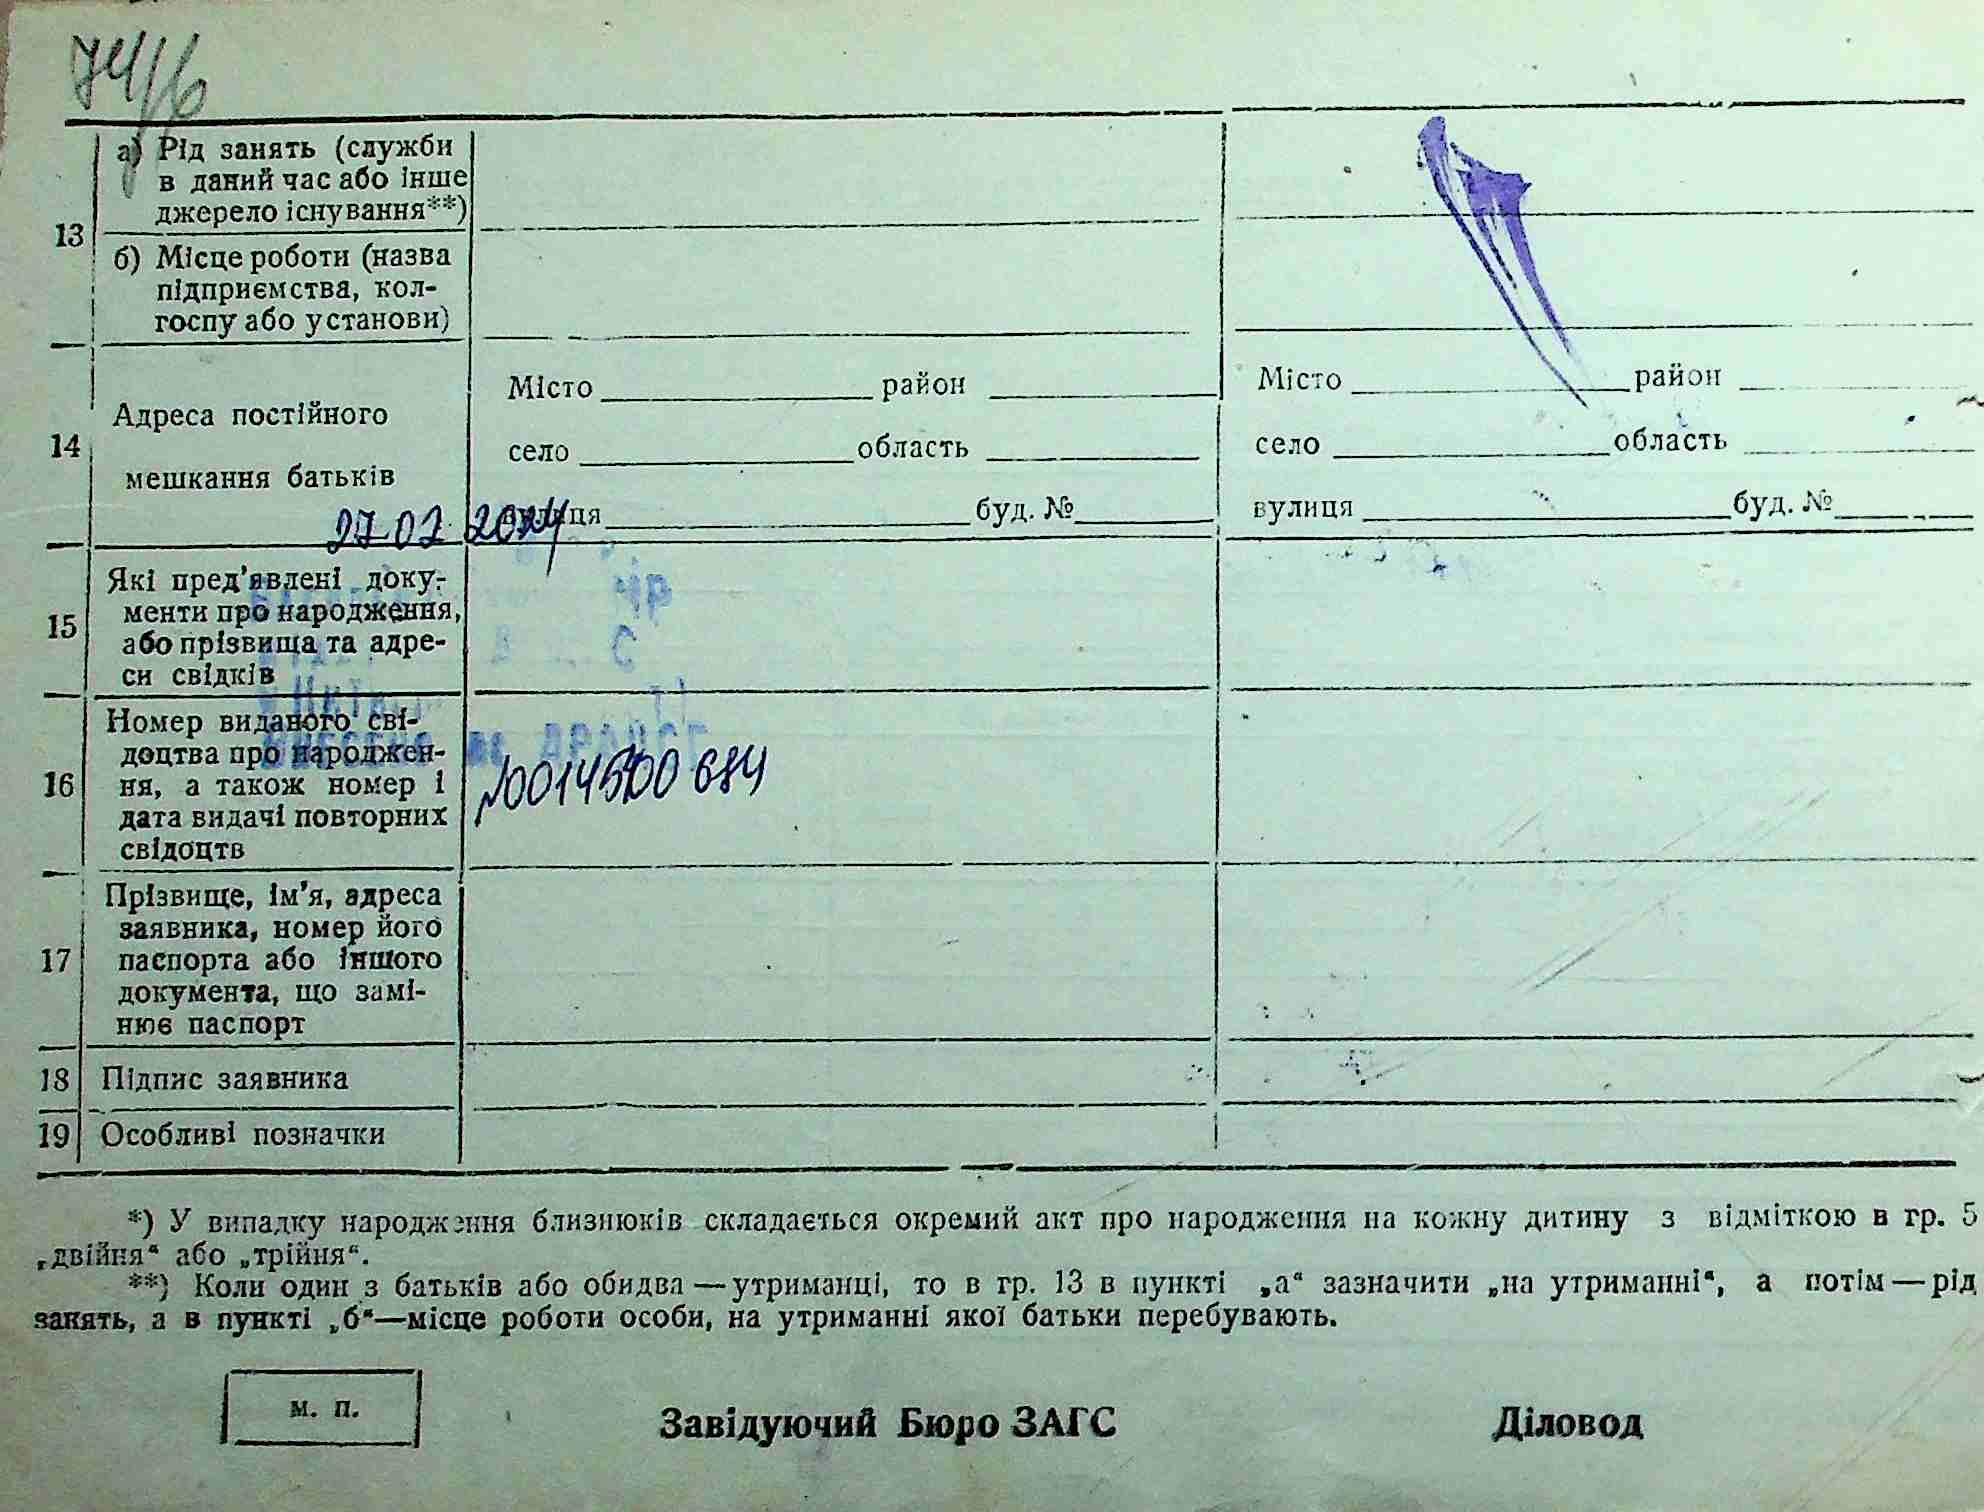 74/6
13
а) Рід занять (служби
в даний час або інше
джерело існування**)
б) Місце роботи (назва
підприємства, кол-
госпу або установи)
14
Адреса постійного
мешкання батьків
Місто район
село область
вулиця буд. №
Місто район
село область
вулиця буд. №
27.02 2024
15
Які пред'явлені доку-
менти про народження,
або прізвища та адре-
си свідків
16
Номер виданого сві-
доцтва про народжен-
ня, а також номер і
дата видачі повторних
свідоцтв
№0014500684
17
Прізвище, ім'я, адреса
заявника, номер його
паспорта або іншого
документа, що замі-
нює паспорт
18 Підпис заявника
19 Особливі позначки
*) У випадку народження близнюків складається окремий акт про народження на кожну дитину з відміткою в гр. 5
„двійня“ або „трійня“.
**) Коли один з батьків або обидва — утриманці, то в гр. 13 в пункті „а“ зазначити „на утриманні“, а потім — рід
занять, а в пункті „б“—місце роботи особи, на утриманні якої батьки перебувають.
м. п.
Завідуючий Бюро ЗАГС
Діловод